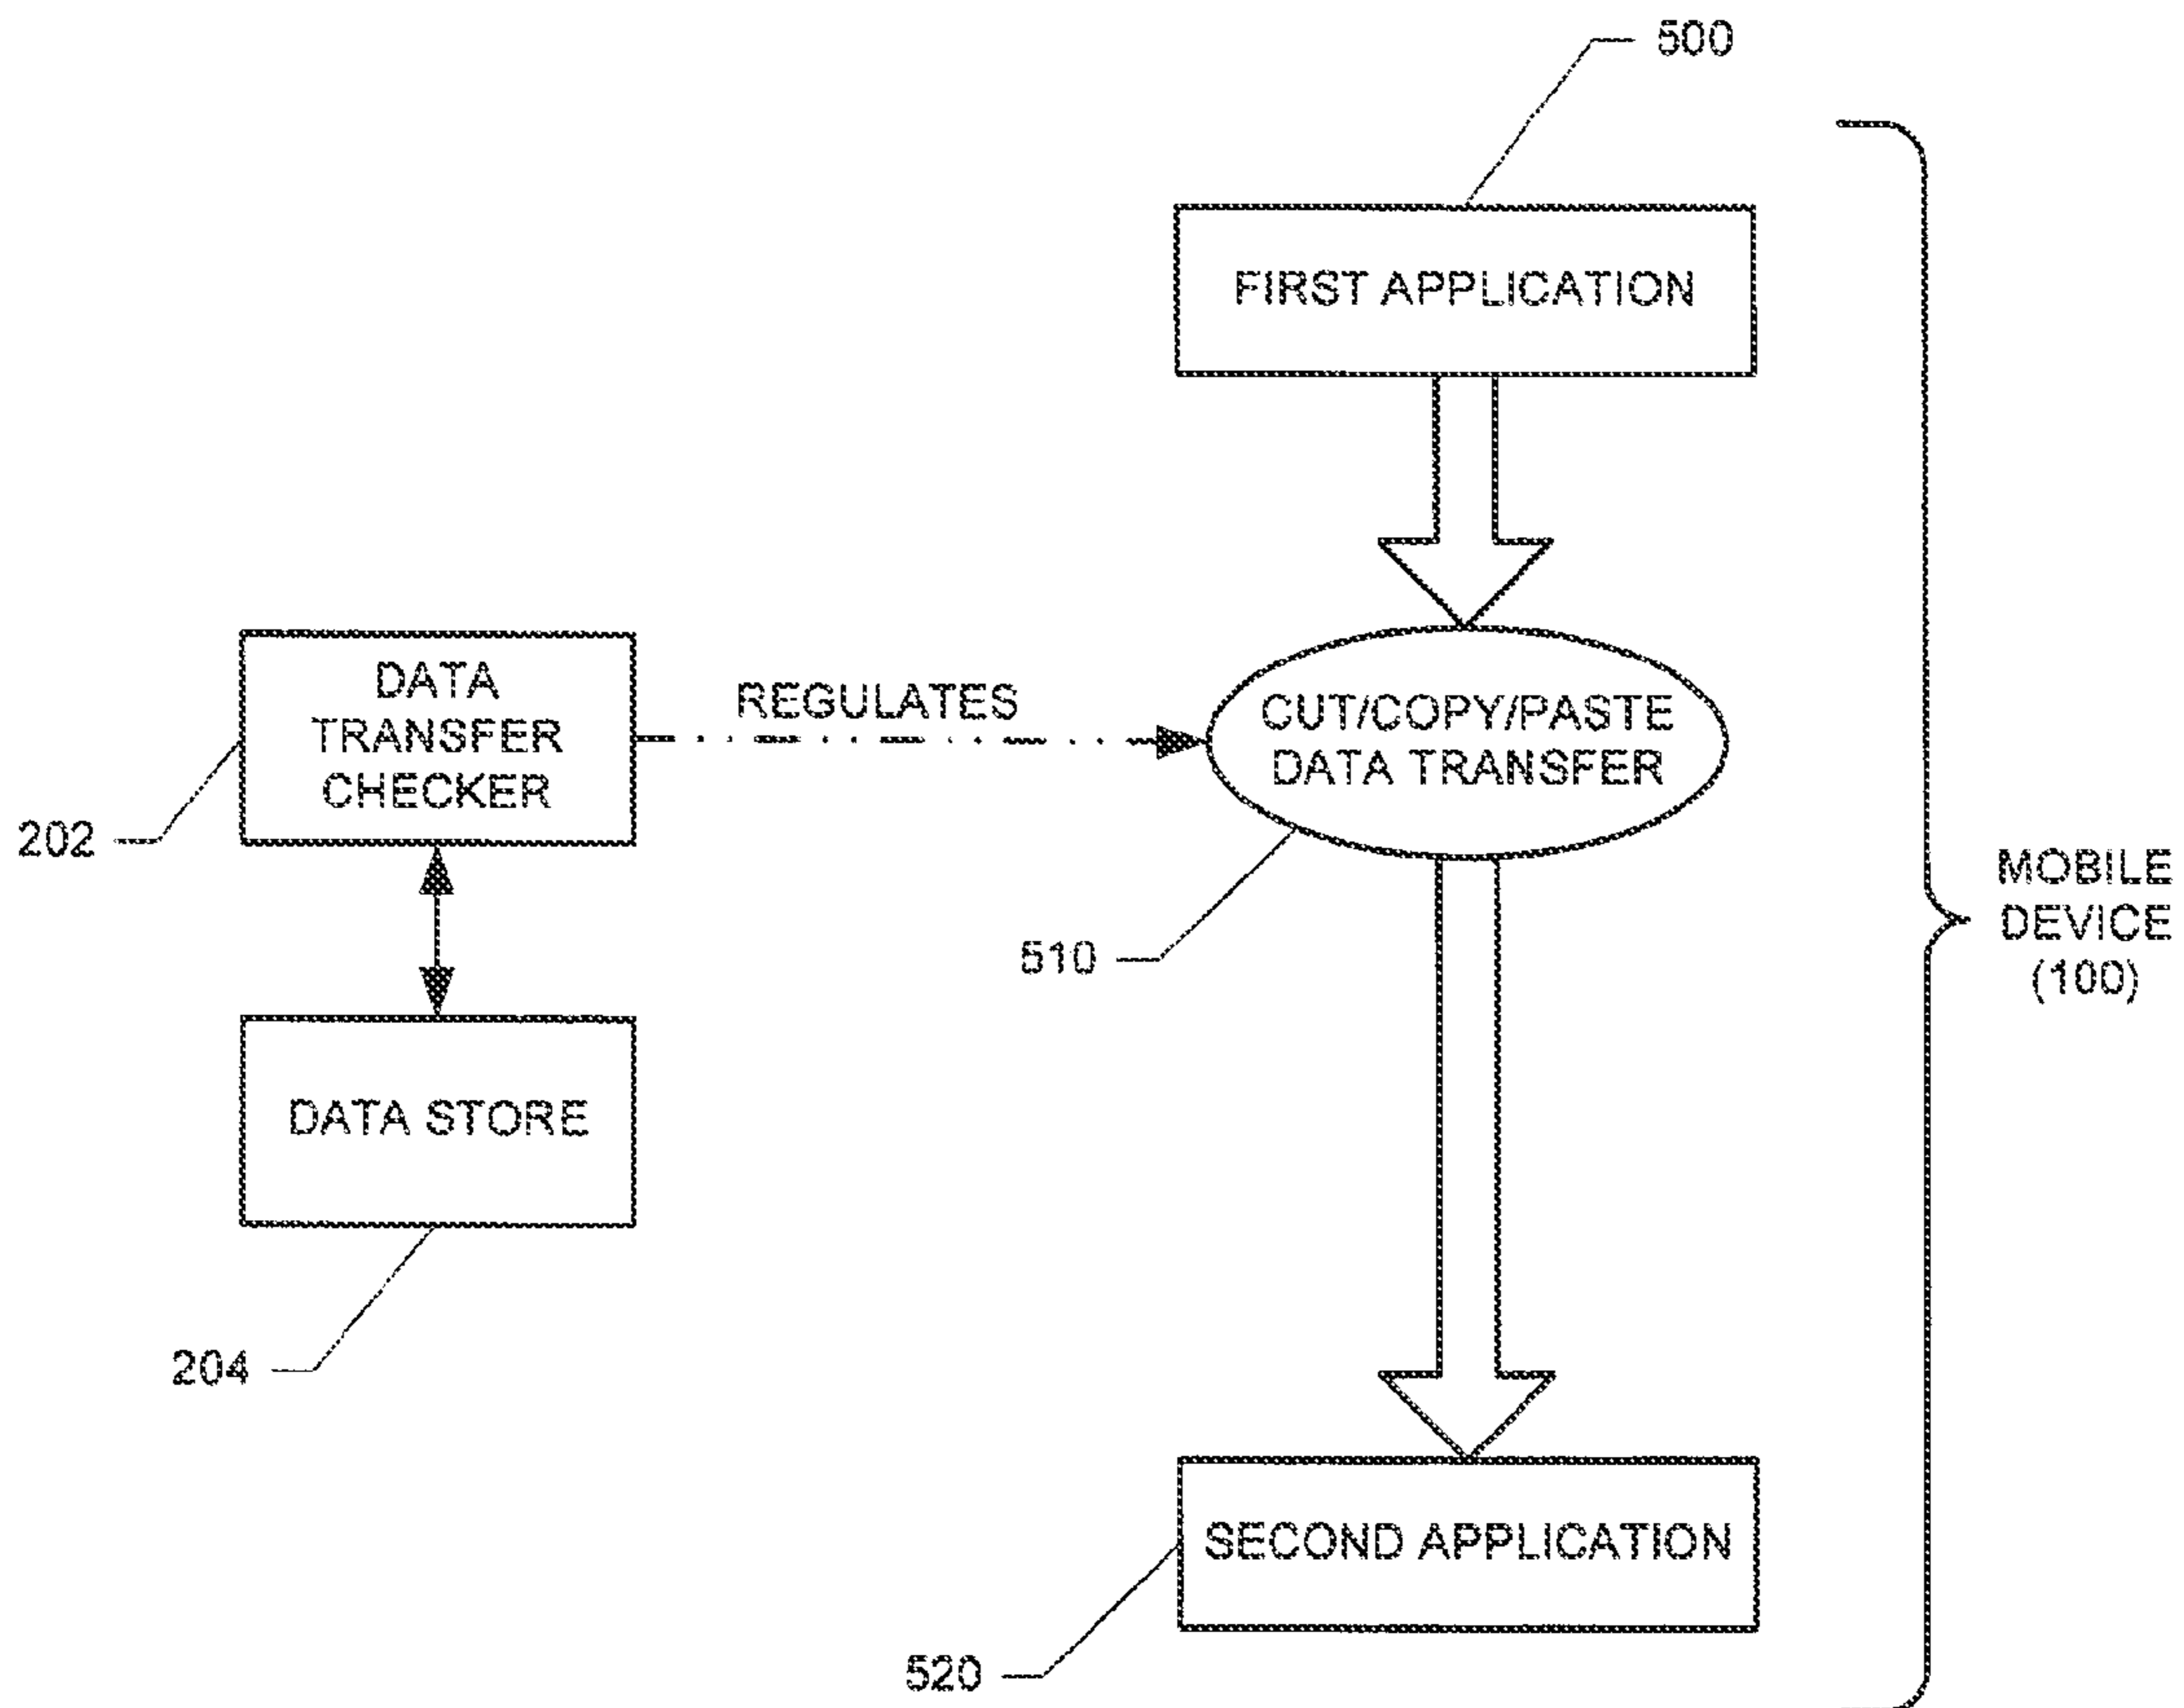 500
FIRST APPLICATION
DATA
TRANSFER
CHECKER
202
REGULATES
CUT/COPY/PASTE
DATA TRANSFER
510
MOBILE
DEVICE
(100)
DATA STORE
204
SECOND APPLICATION
520